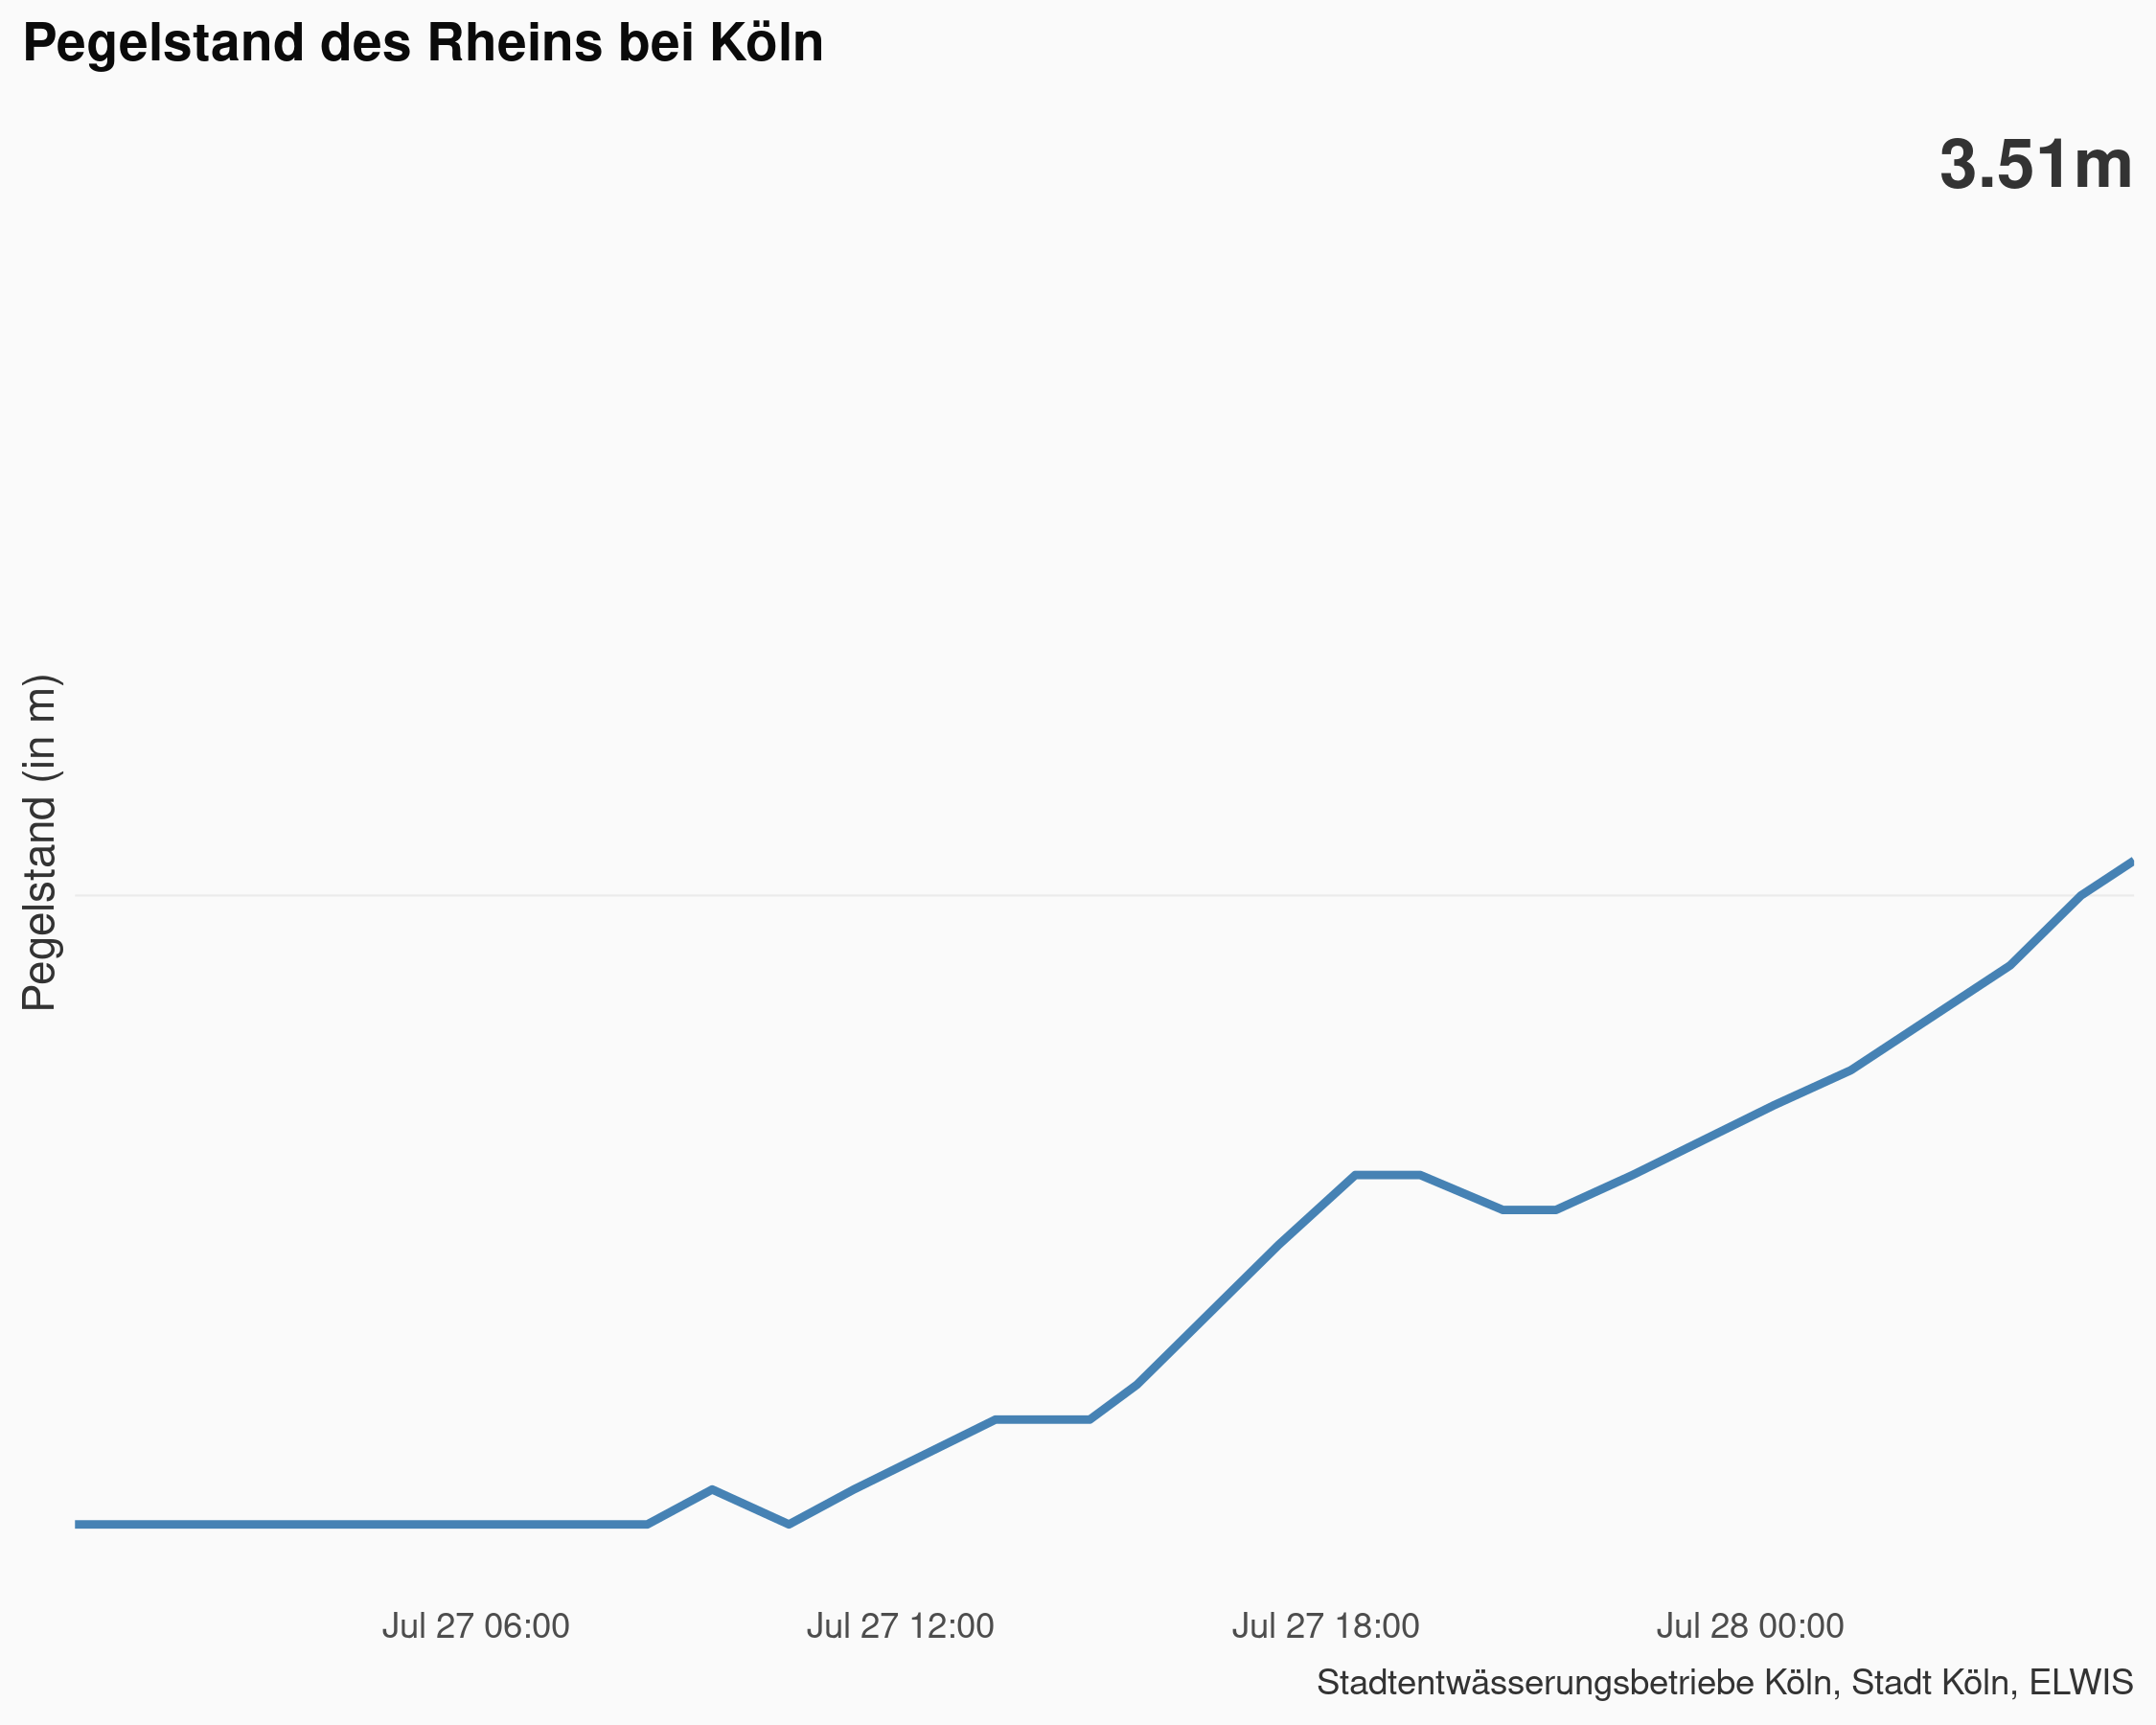 Pegelstand des Rheins bei Köln
3.51m
Pegelstand (in m)
Jul 27 06:00
Jul 27 12:00
Jul 27 18:00
Jul 28 00:00
Stadtentwässerungsbetriebe Köln, Stadt Köln, ELWIS